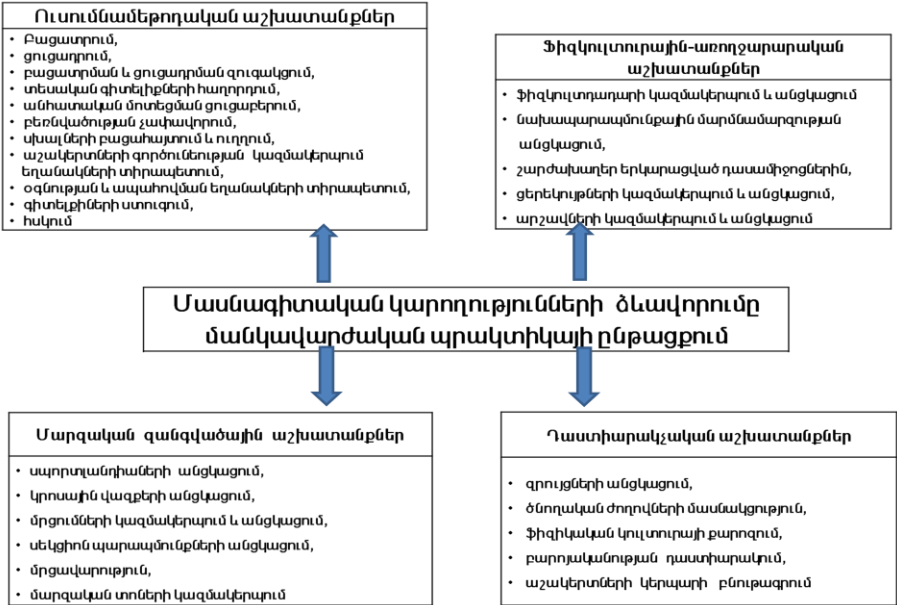 Ուսումնամեթոդական աշխատանքներ
• Բացատրում,
• ցուցադրում,
• բացատրման և ցուցադրման զուգակցում,
• տեսական գիտելիքների հաղորդում,
• անհատական մոտեցման ցուցաբերում,
• բեռնվածության չափավորում,
• սխալների բացահայտում և ուղղում,
• աշակերտների գործունեության կազմակերպում
եղանակների տիրապետում,
• օգնության և ապահովման եղանակների տիրապետում,
• գիտելքիների ստուգում,
• հսկում
Ֆիզկուլտուրային-առողջարարական
աշխատանքներ
• ֆիզկուլտդադարի կազմակերպում և անցկացում
• նախապարապմունքային մարմնամարզության
անցկացում,
• շարժախաղեր երկարացված դասամիջոցներին,
• ցերեկույթների կազմակերպում և անցկացում,
• արշավների կազմակերպում և անցկացում
Մասնագիտական կարողությունների ձևավորումը
մանկավարժական պրակտիկայի ընթացքում
Մարզական զանգվածային աշխատանքներ
• սպորտլանդիաների անցկացում,
• կրոսային վազքերի անցկացում,
• մրցումների կազմակերպում և անցկացում,
• սեկցիոն պարապմունքների անցկացում,
• մրցավարություն,
• մարզական տոների կազմակերպում
Դաստիարակչական աշխատանքներ
• զրույցների անցկացում,
• ծնողական ժողովների մասնակցություն,
• ֆիզիկական կուլտուրայի քարոզում,
• բարոյականության դաստիարակում,
• աշակերտների կերպարի բնութագրում